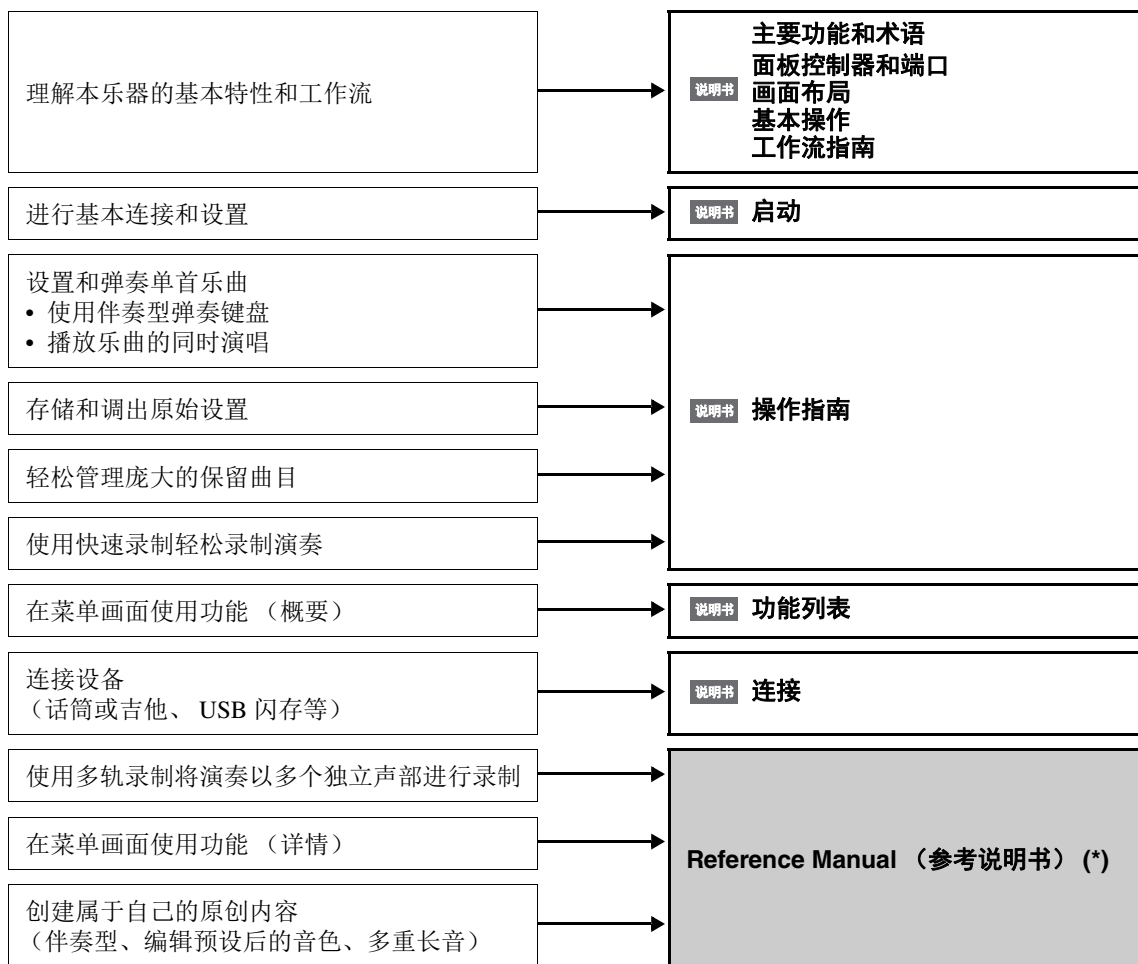 理解本乐器的基本特性和工作流
说明书
主要功能和术语
面板控制器和端口
画面布局
基本操作
工作流指南
进行基本连接和设置
说明书 启动
设置和弹奏单首乐曲
• 使用伴奏型弹奏键盘
• 播放乐曲的同时演唱
存储和调出原始设置
轻松管理庞大的保留曲目
使用快速录制轻松录制演奏
说明书 操作指南
在菜单画面使用功能 （概要）
说明书 功能列表
连接设备
（话筒或吉他、 USB 闪存等）
说明书 连接
使用多轨录制将演奏以多个独立声部进行录制
在菜单画面使用功能 （详情）
创建属于自己的原创内容
（伴奏型、编辑预设后的音色、多重长音）
Reference Manual （参考说明书） (*)